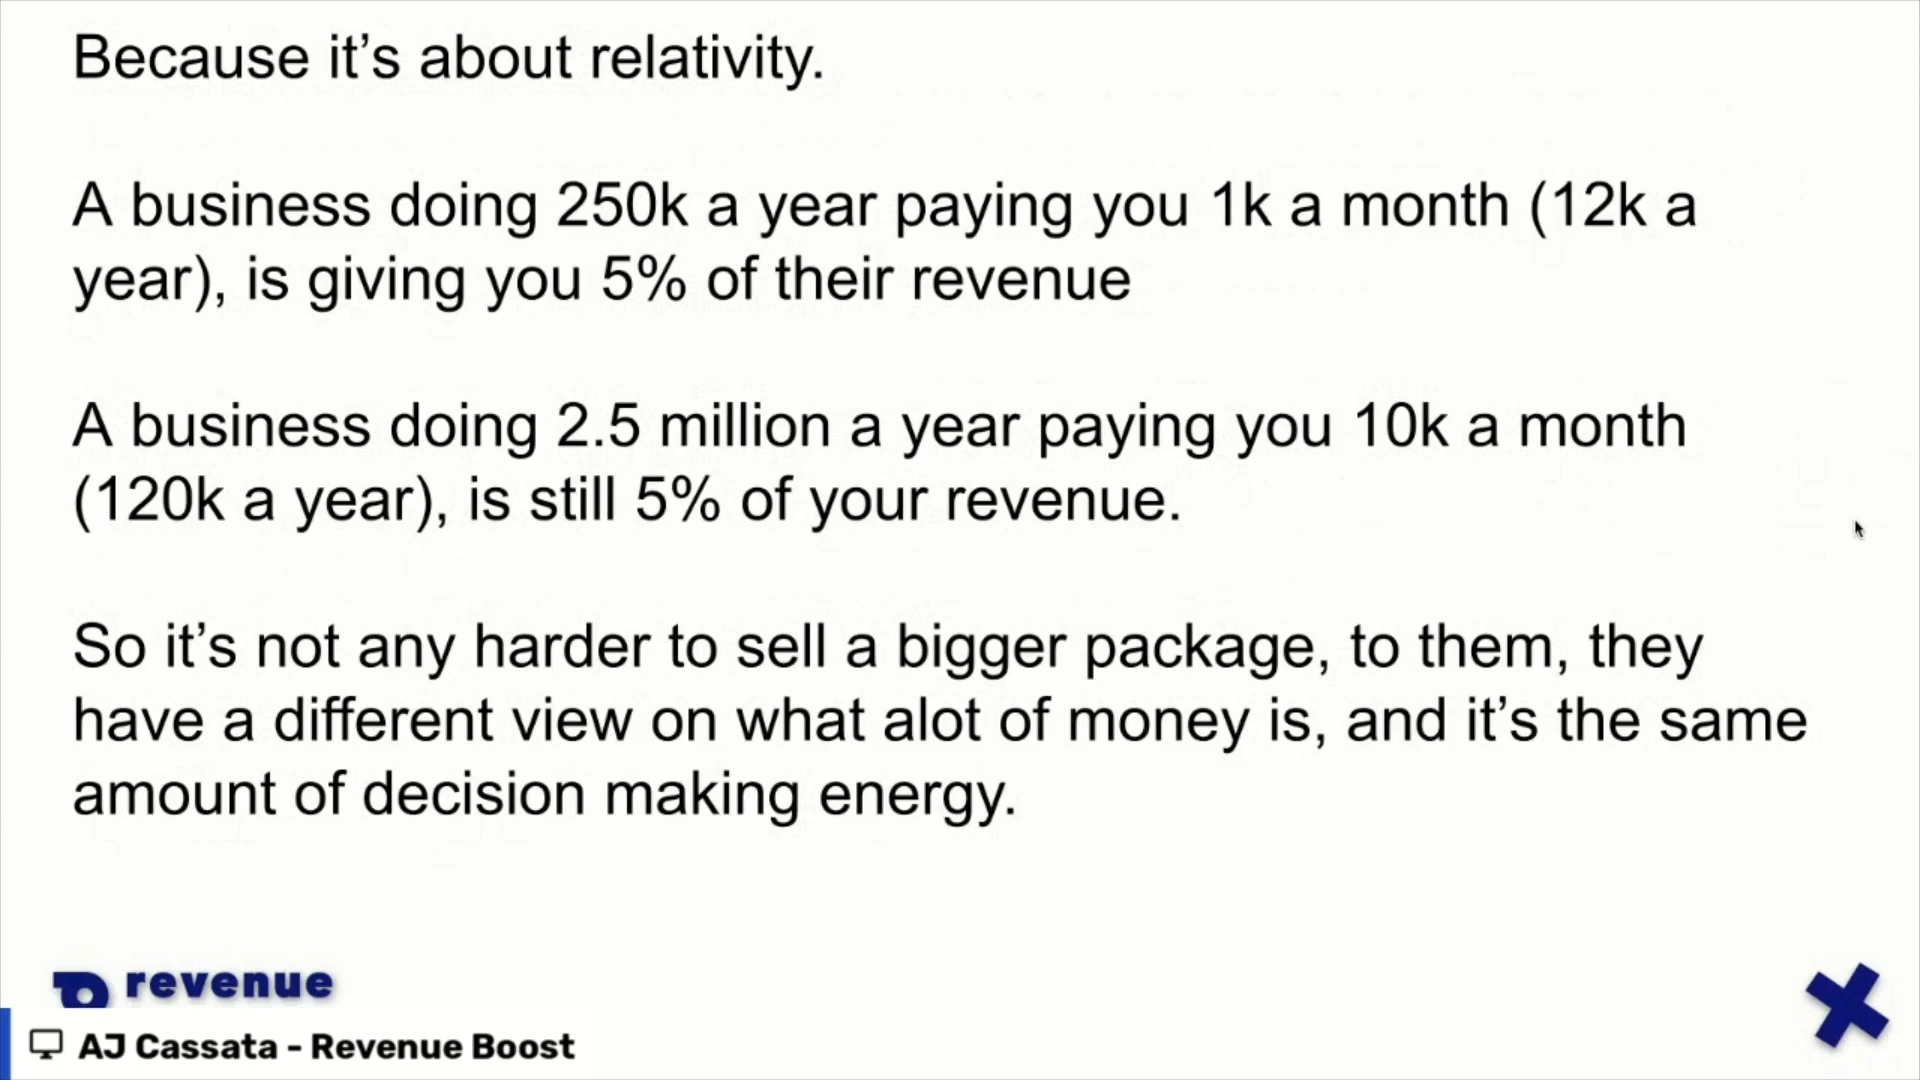 Because it’s about relativity.
A business doing 250k a year paying you 1k a month (12k a
year), is giving you 5% of their revenue
A business doing 2.5 million a year paying you 10k a month
(120k a year), is still 5% of your revenue.
So it’s not any harder to sell a bigger package, to them, they
have a different view on what alot of money is, and it’s the same
amount of decision making energy.
revenue
AJ Cassata - Revenue Boost